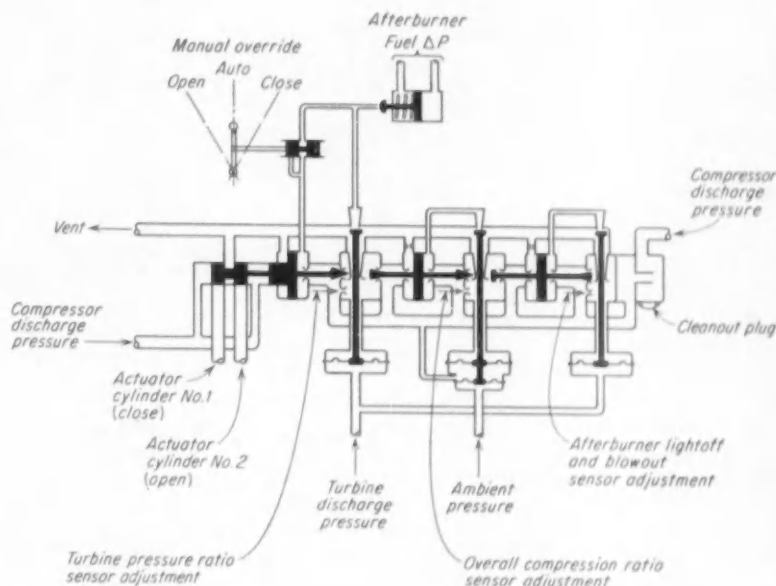 Afterburner
Fuel ΔP
Manual override
Auto
Open
Close
Compressor
discharge
pressure
Vent
Compressor
discharge
pressure
Cleanout plug
Actuator
cylinder No.1
(close)
Actuator
cylinder No.2
(open)
Turbine
discharge
pressure
Ambient
pressure
Afterburner lightoff
and blowout
sensor adjustment
Turbine pressure ratio
sensor adjustment
Overall compression ratio
sensor adjustment